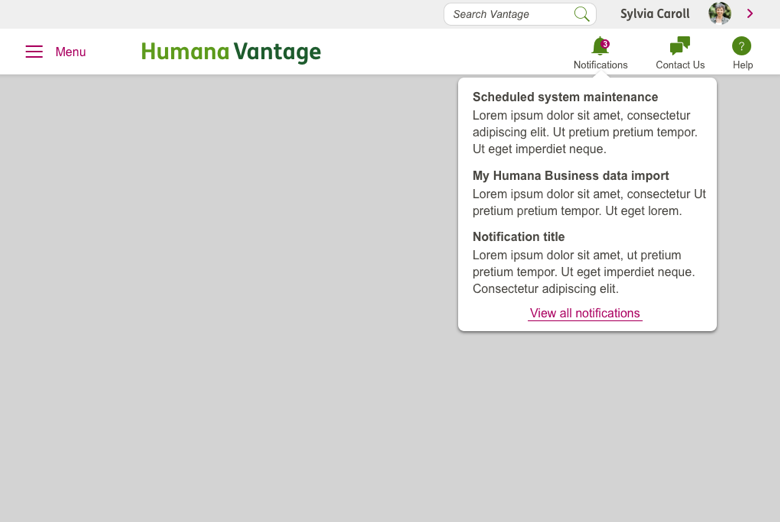 Search Vantage
Sylvia Caroll
Menu
Humana Vantage
3
Notifications
Contact Us
?
Help
Scheduled system maintenance
Lorem ipsum dolor sit amet, consectetur
adipiscing elit. Ut pretium pretium tempor.
Ut eget imperdiet neque.
My Humana Business data import
Lorem ipsum dolor sit amet, consectetur Ut
pretium pretium tempor. Ut eget lorem.
Notification title
Lorem ipsum dolor sit amet, ut pretium
pretium tempor. Ut eget imperdiet neque.
Consectetur adipiscing elit.
View all notifications